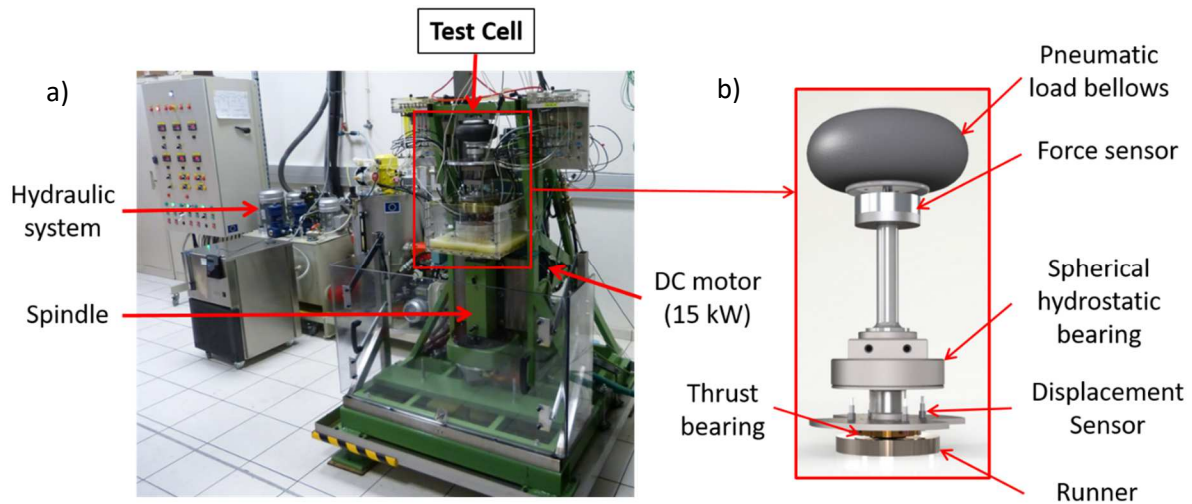 Test Cell
a)
Hydraulic
system
Spindle
DC motor
(15 kW)
b)
Pneumatic
load bellows
Force sensor
Spherical
hydrostatic
bearing
Thrust
bearing
Displacement
Sensor
Runner